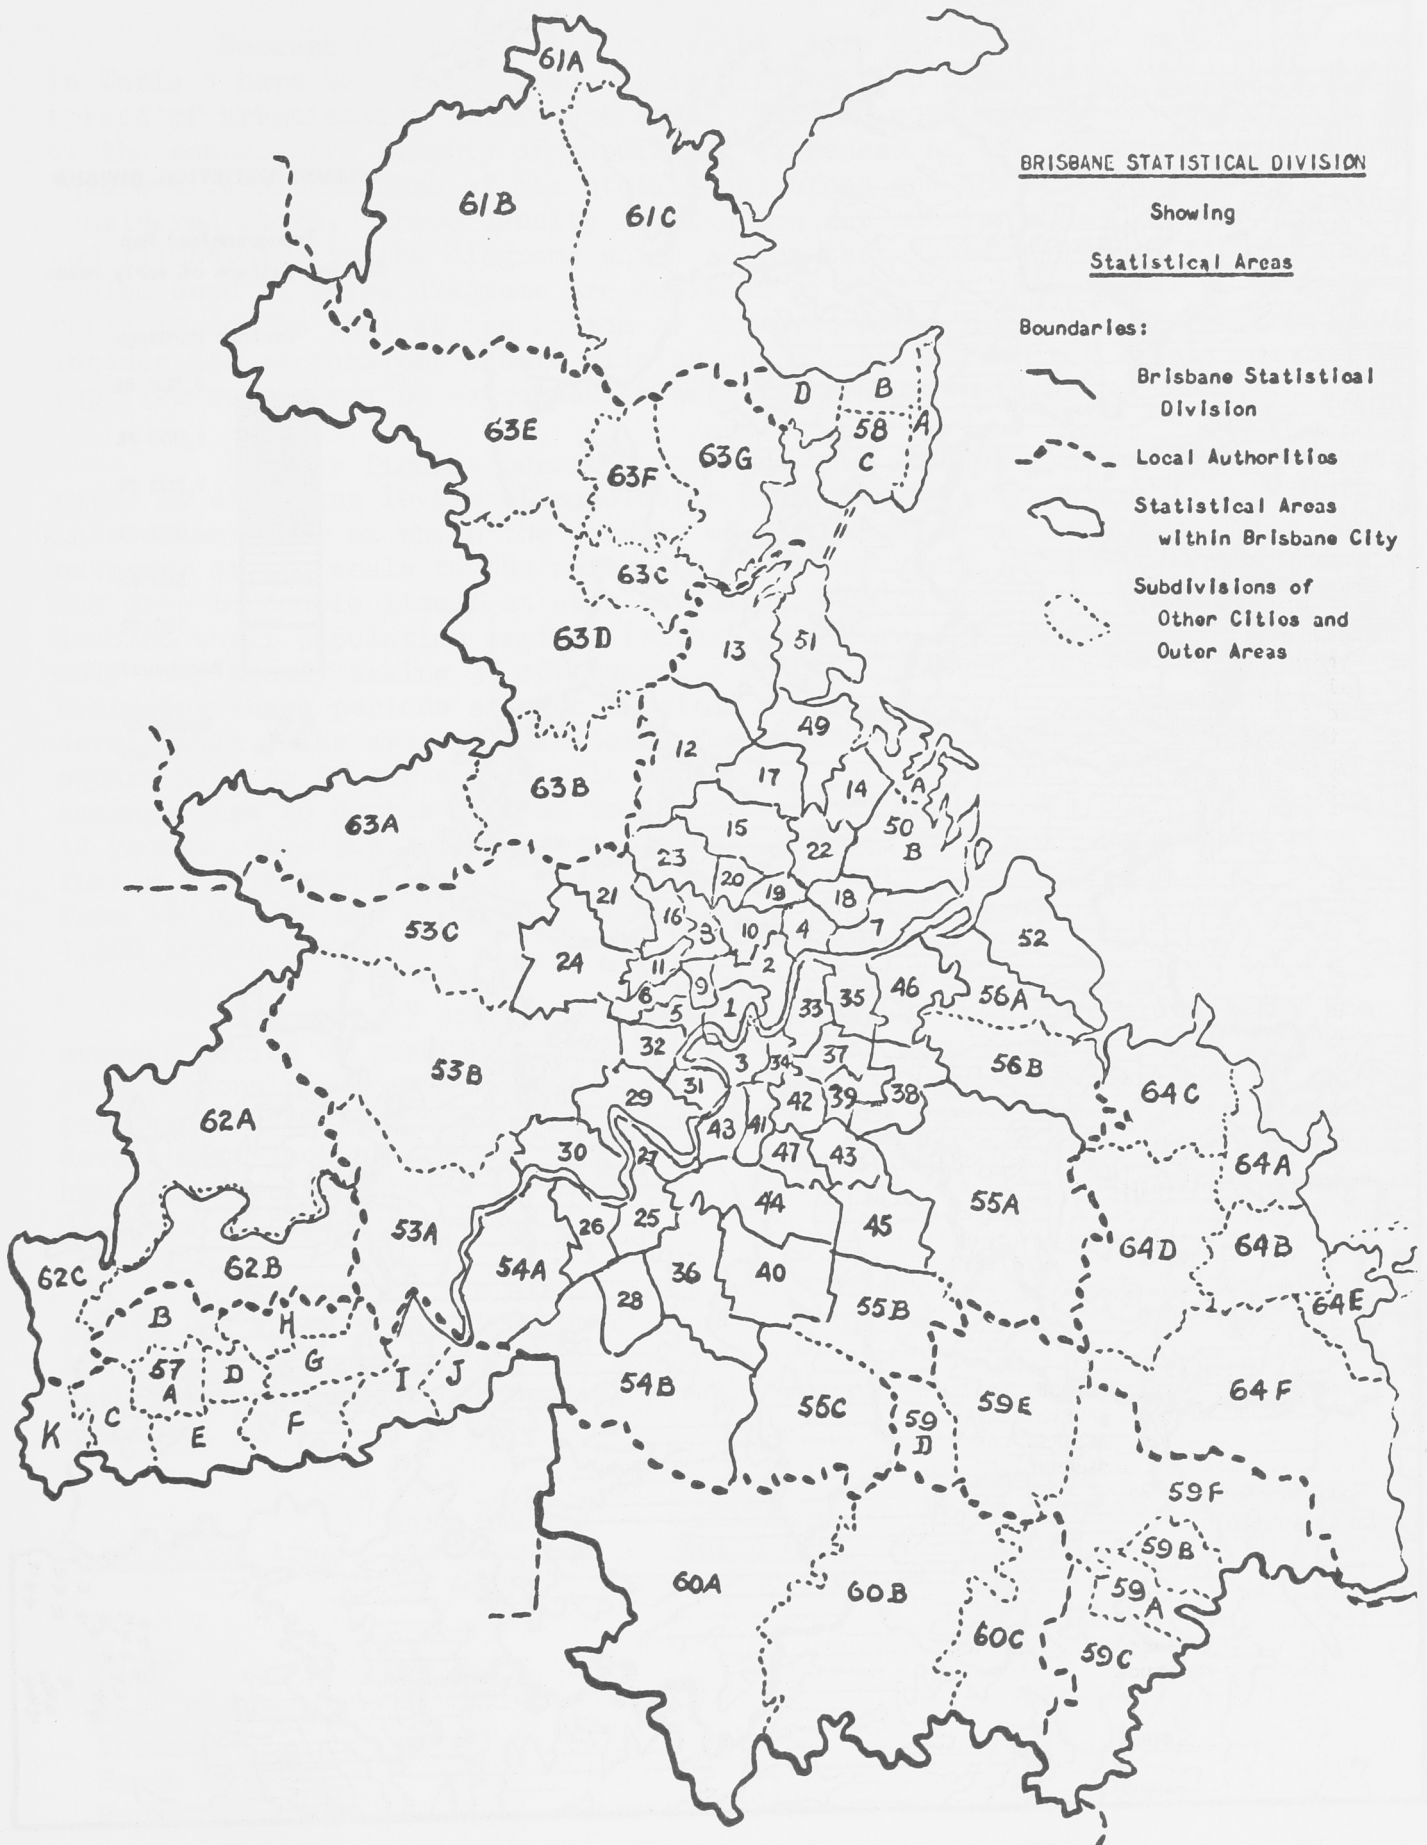 BRISBANE STATISTICAL DIVISION
Showing
Statistical Areas
Boundaries:
Brisbane Statistical
Division
Local Authorities
Statistical Areas
within Brisbane City
Subdivisions of
Other Cities and
Outer Areas
61A
61B
61C
D
B
58
A
C
63E
63F
63G
63C
63D
13
51
49
12
17
14
A
63B
63A
15
50
B
22
23
20
19
18
21
16
8
10
4
7
53C
24
11
2
52
6
9
46
56A
5
1
33
35
32
3
34
37
56B
53B
31
29
42
39
38
64C
62A
43
41
30
27
47
43
64A
44
55A
25
26
45
53A
64D
64B
62C
62B
54A
36
40
28
55B
64E
B
H
57
A
D
G
I
J
54B
64F
K
C
E
F
55C
59
D
59E
59F
59B
60A
60B
59
A
60C
59C